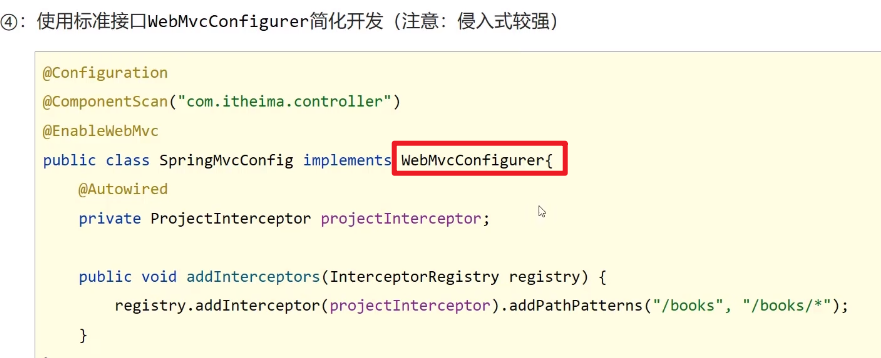 ④：使用标准接口WebMvcConfigurer简化开发（注意：侵入式较强）
@Configuration
@ComponentScan("com.itheima.controller")
@EnableWebMvc
public class SpringMvcConfig implements WebMvcConfigurer{
    @Autowired
    private ProjectInterceptor projectInterceptor;

    public void addInterceptors(InterceptorRegistry registry) {
        registry.addInterceptor(projectInterceptor).addPathPatterns("/books", "/books/*");
    }